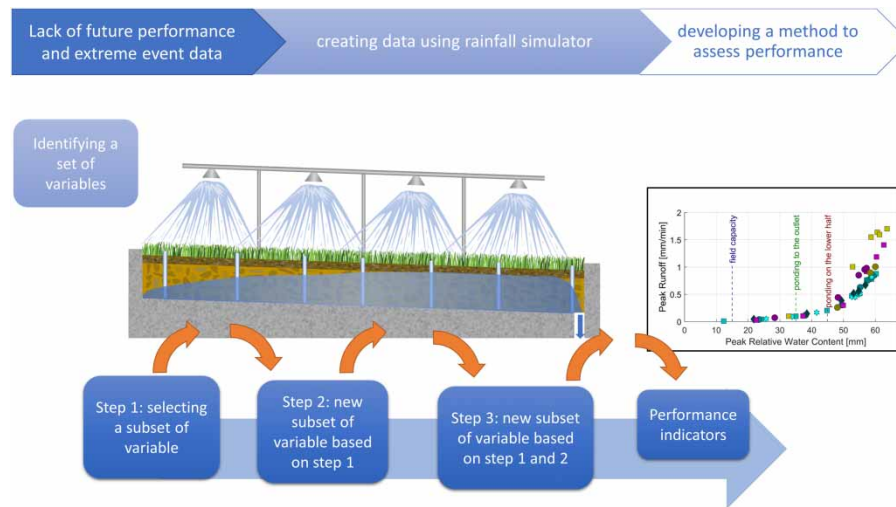 Lack of future performance
and extreme event data
creating data using rainfall simulator
developing a method to
assess performance
Identifying a
set of
variables
Peak Runoff [mm/min]
2
1.5
1
0.5
0
field capacity
ponding to the outlet
ponding on the lower half
0
10
20
30
40
50
60
Peak Relative Water Content [mm]
Step 1: selecting
a subset of
variable
Step 2: new
subset of
variable based
on step 1
Step 3: new subset
of variable based
on step 1 and 2
Performance
indicators